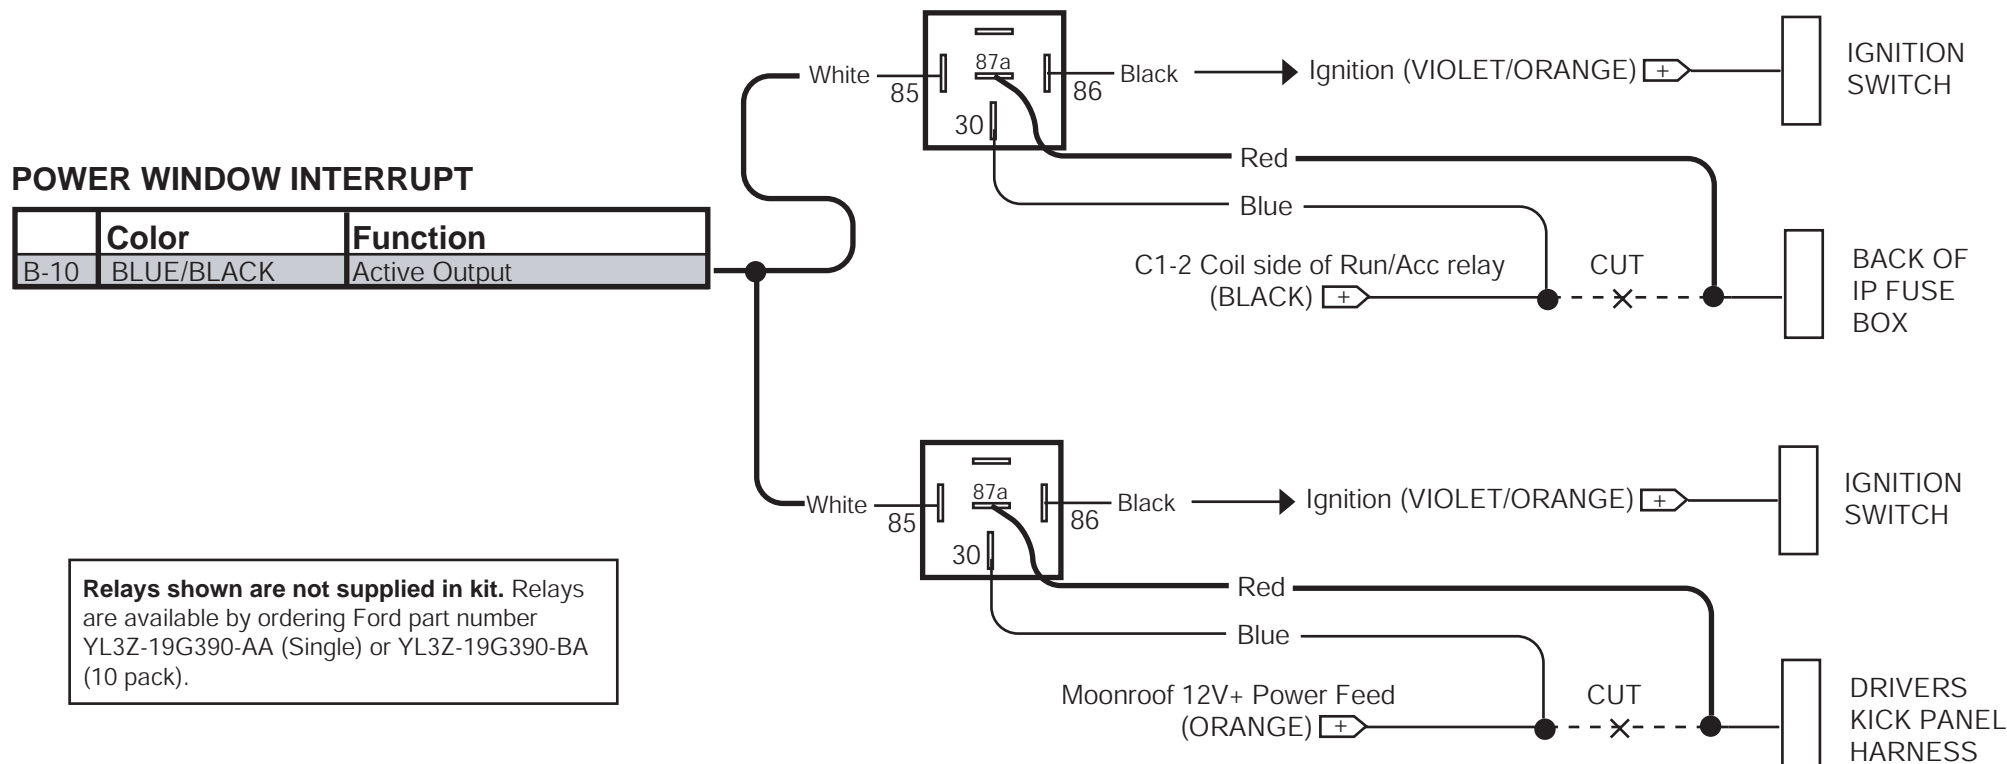 87a
White
85
86
Black
30
Ignition (VIOLET/ORANGE) +
IGNITION
SWITCH
Red
Blue
POWER WINDOW INTERRUPT
Color Function
B-10 BLUE/BLACK Active Output
C1-2 Coil side of Run/Acc relay
(BLACK) +
CUT
BACK OF
IP FUSE
BOX
87a
White
85
86
Black
30
Ignition (VIOLET/ORANGE) +
IGNITION
SWITCH
Red
Blue
Relays shown are not supplied in kit. Relays
are available by ordering Ford part number
YL3Z-19G390-AA (Single) or YL3Z-19G390-BA
(10 pack).
Moonroof 12V+ Power Feed
(ORANGE) +
CUT
DRIVERS
KICK PANEL
HARNESS